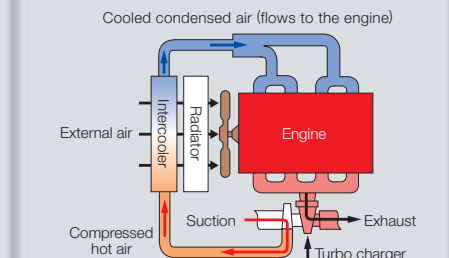 Cooled condensed air (flows to the engine)
External air
Intercooler
Radiator
Engine
Suction
Exhaust
Compressed
hot air
Turbo charger